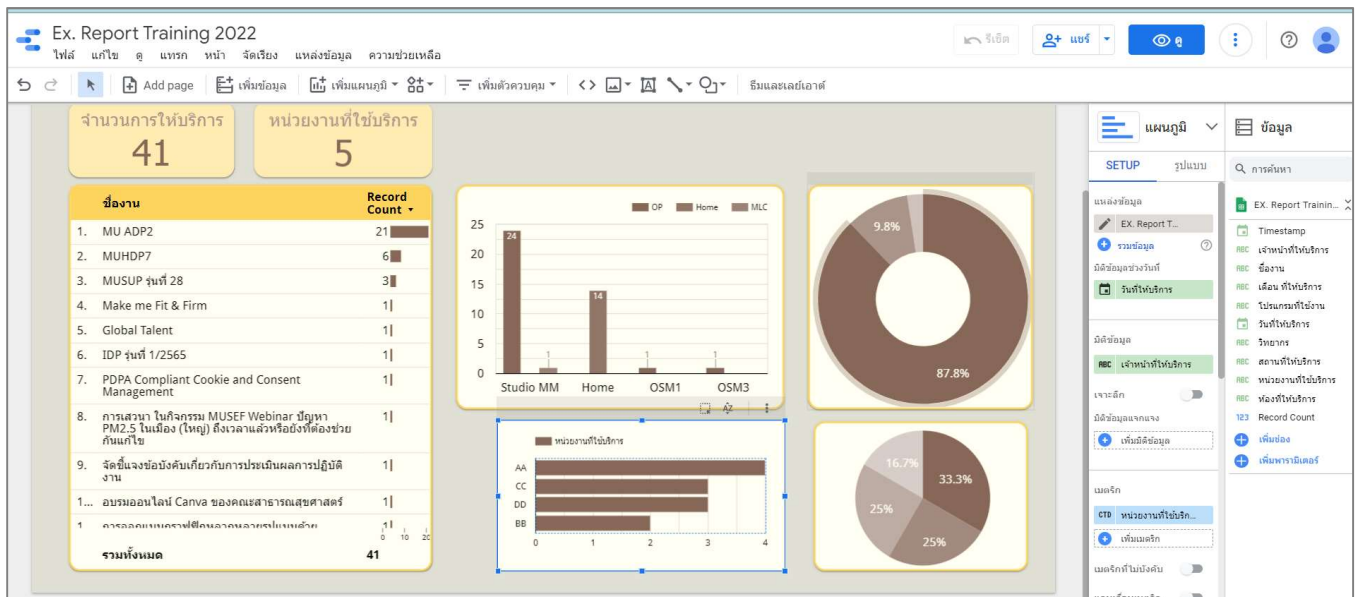 Ex. Report Training 2022
ไฟล์ แก้ไข ดู แทรก หน้า จัดเรียง แหล่งข้อมูล ความช่วยเหลือ
รีเซ็ต
แชร์
ดู
Add page
เพิ่มข้อมูล
เพิ่มแผนภูมิ
เพิ่มตัวควบคุม
ธีมและเลย์เอาต์
จำนวนการให้บริการ
41
หน่วยงานที่ใช้บริการ
5
ชื่องาน Record Count
1. MU ADP2 21
2. MUHDP7 6
3. MUSUP รุ่นที่ 28 3
4. Make me Fit & Firm 1
5. Global Talent 1
6. IDP รุ่นที่ 1/2565 1
7. PDPA Compliant Cookie and Consent 1
Management
8. การเสวนา ในกิจกรรม MUSEF Webinar ปัญหา 1
PM2.5 ในเมือง (ใหญ่) ถึงเวลาแล้วหรือยังที่ต้องช่วย
กันแก้ไข
9. จัดชี้แจงข้อบังคับเกี่ยวกับการประเมินผลการปฏิบัติ 1
งาน
1... อบรมออนไลน์ Canva ของคณะสาธารณสุขศาสตร์ 1
0 10 20
รวมทั้งหมด 41
OP Home MLC
25
20
15
10
5
0
24
1
14
1
1
Studio MM Home OSM1 OSM3
9.8%
87.8%
หน่วยงานที่ใช้บริการ
AA
CC
DD
BB
0 1 2 3 4
16.7%
33.3%
25%
25%
แผนภูมิ
SETUP รูปแบบ
แหล่งข้อมูล
EX. Report T...
รวมข้อมูล
มิติข้อมูลช่วงวันที่
วันที่ให้บริการ
มิติข้อมูล
ABC เจ้าหน้าที่ให้บริการ
เจาะลึก
มิติข้อมูลแจกแจง
เพิ่มมิติข้อมูล
เมตริก
CTD หน่วยงานที่ใช้บริก...
เพิ่มเมตริก
เมตริกที่ไม่บังคับ
ข้อมูล
การค้นหา
EX. Report Trainin...
Timestamp
ABC เจ้าหน้าที่ให้บริการ
ABC ชื่องาน
ABC เดือน ที่ให้บริการ
ABC โปรแกรมที่ใช้งาน
วันที่ให้บริการ
ABC วิทยากร
ABC สถานที่ให้บริการ
ABC หน่วยงานที่ใช้บริการ
ABC ห้องที่ให้บริการ
123 Record Count
เพิ่มช่อง
เพิ่มพารามิเตอร์